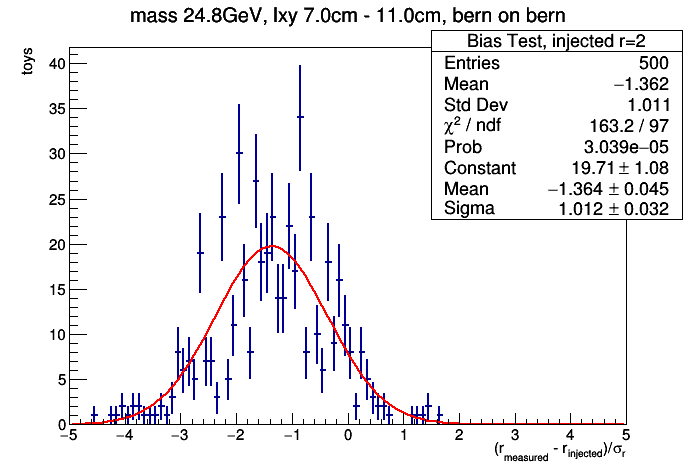 mass 24.8GeV, lxy 7.0cm - 11.0cm, bern on bern
Bias Test, injected r=2
Entries 500
Mean −1.362
Std Dev 1.011
χ² / ndf 163.2 / 97
Prob 3.039e−05
Constant 19.71 ± 1.08
Mean −1.364 ± 0.045
Sigma 1.012 ± 0.032
toys
40
35
30
25
20
15
10
5
0
−5 −4 −3 −2 −1 0 1 2 3 4 5
(r_measured - r_injected)/σ_r